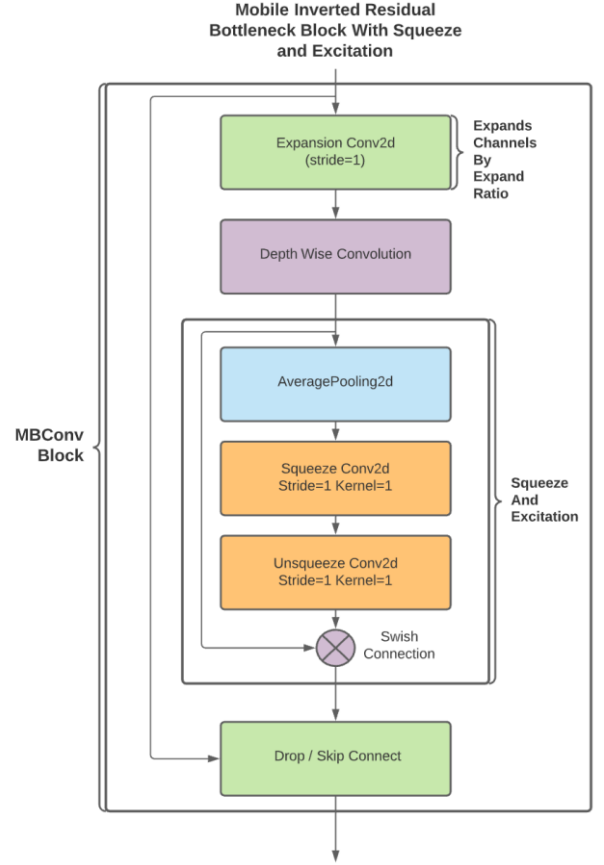 Mobile Inverted Residual
Bottleneck Block With Squeeze
and Excitation
Expansion Conv2d
(stride=1)
Expands
Channels
By
Expand
Ratio
Depth Wise Convolution
AveragePooling2d
MBConv
Block
Squeeze Conv2d
Stride=1 Kernel=1
Squeeze
And
Excitation
Unsqueeze Conv2d
Stride=1 Kernel=1
Swish
Connection
Drop / Skip Connect